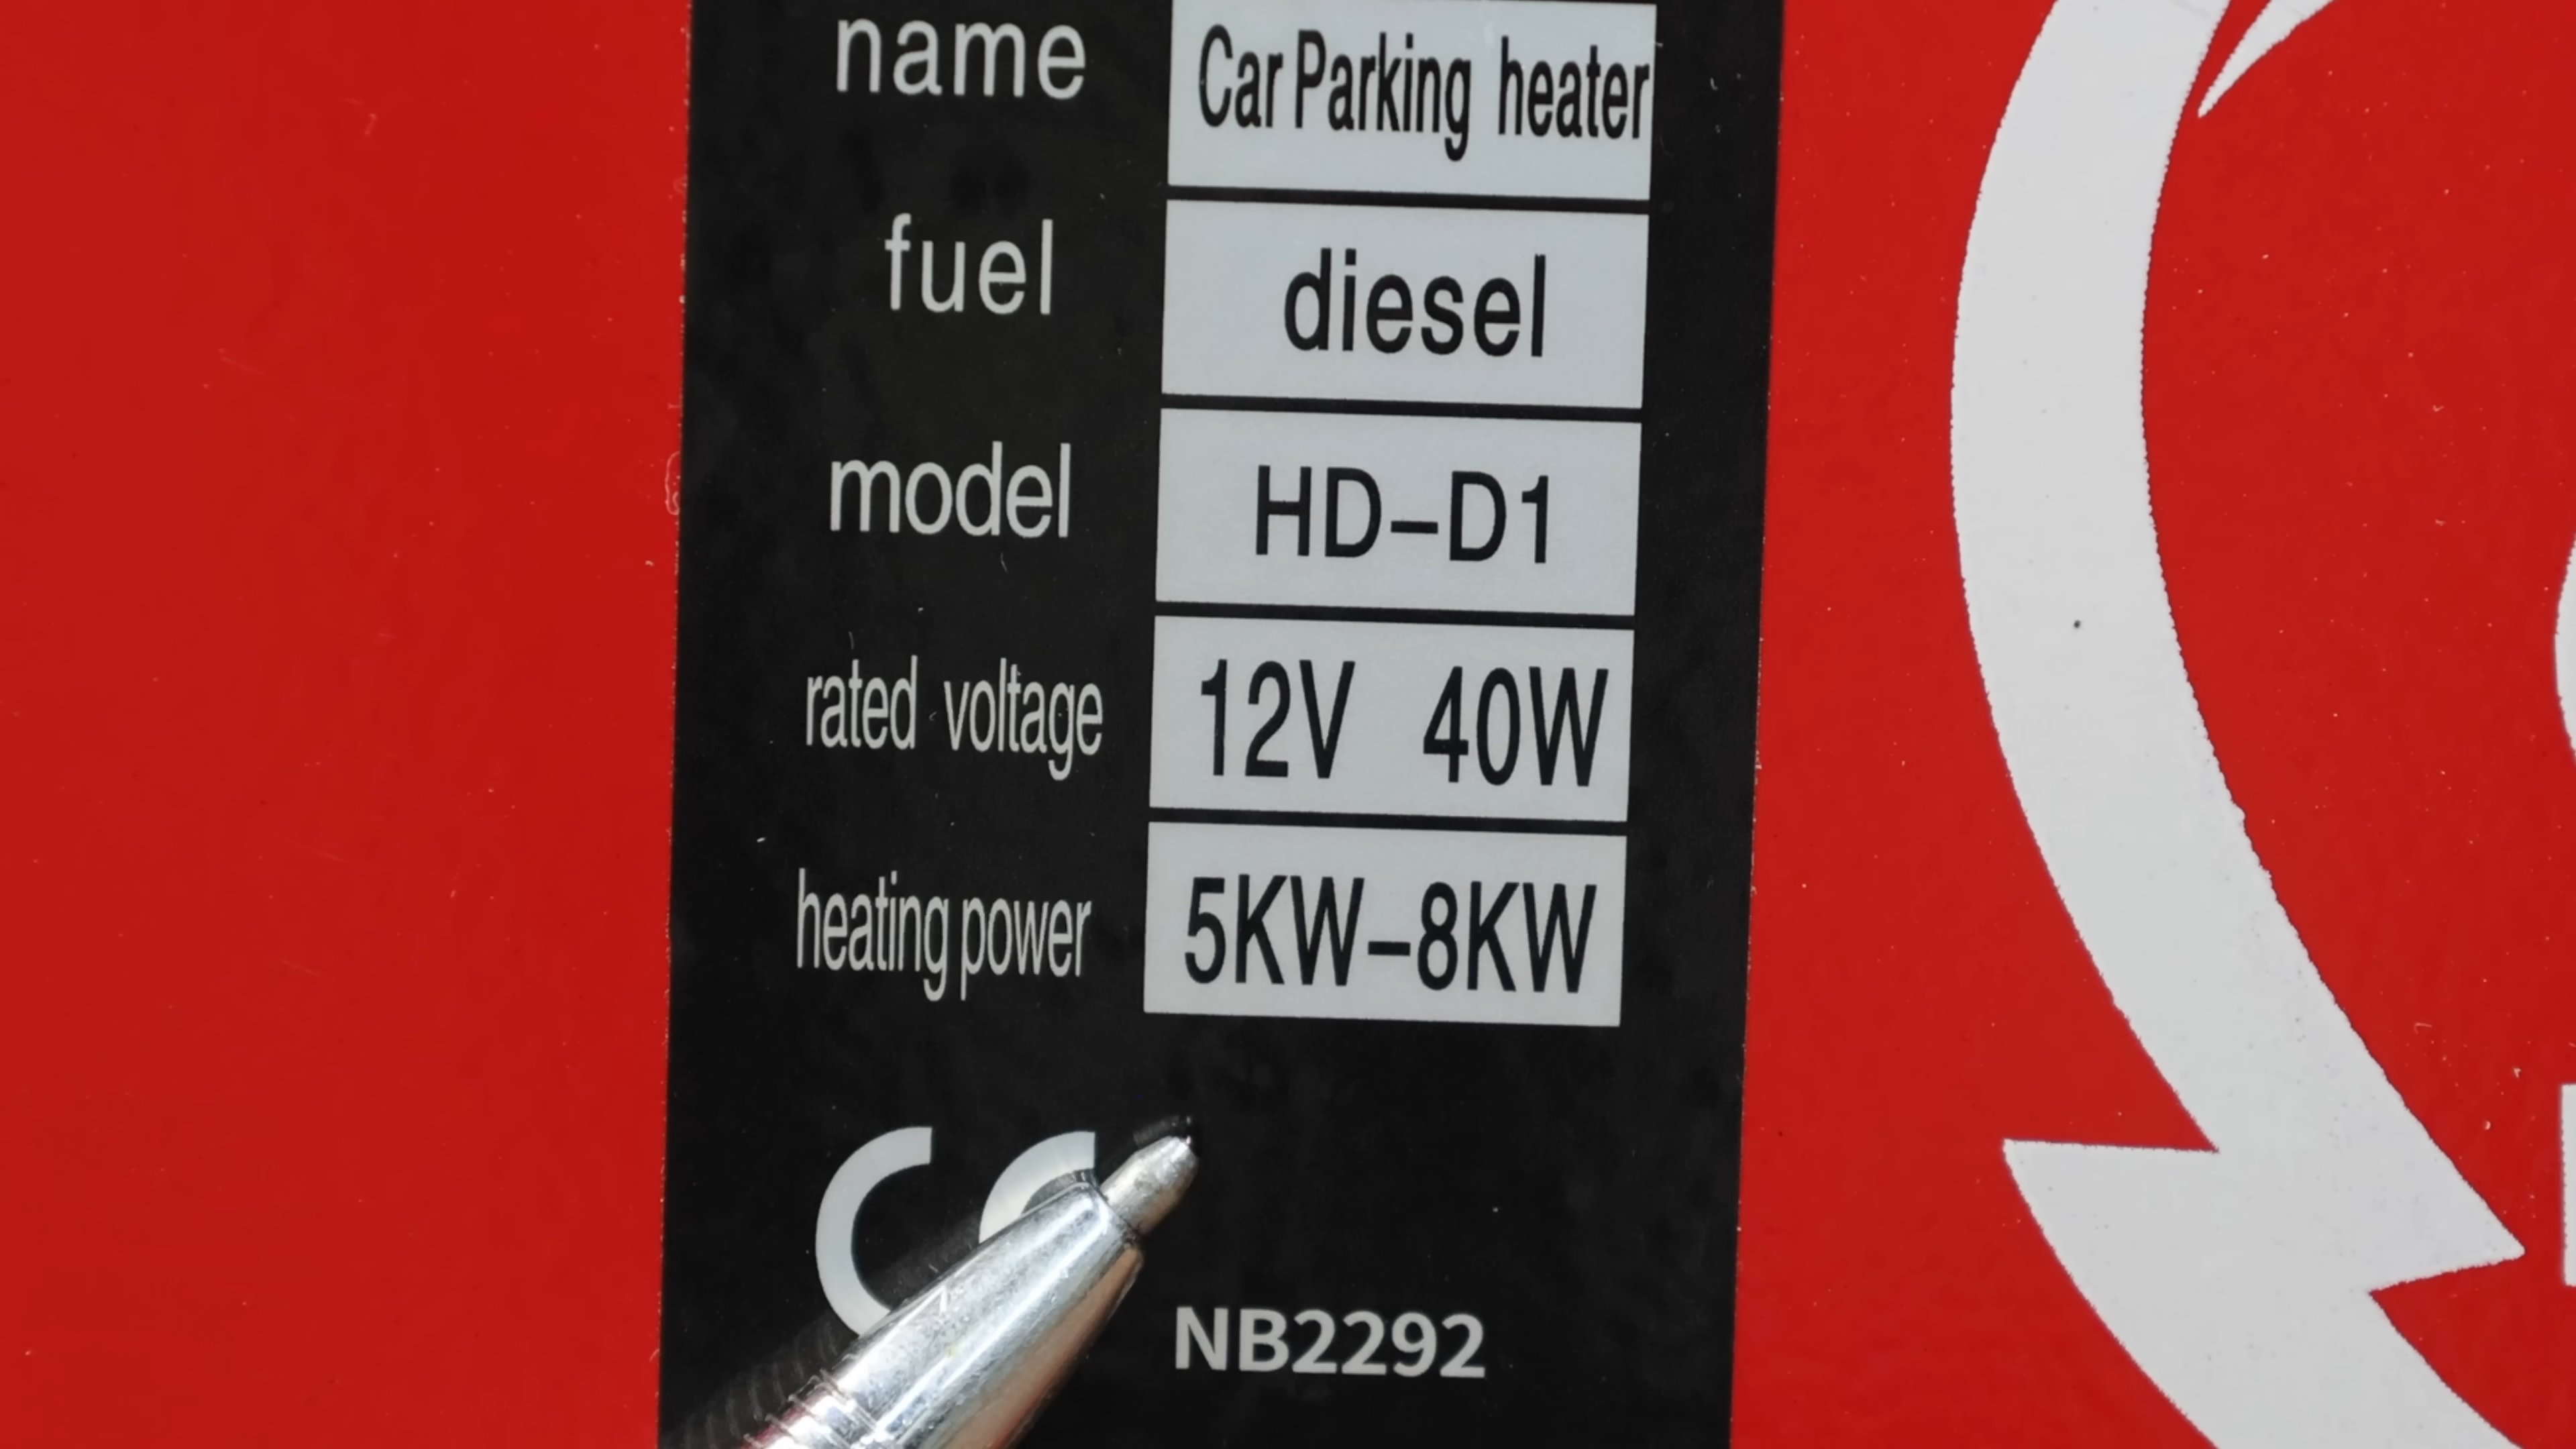 name Car Parking heater
fuel diesel
model HD-D1
rated voltage 12V 40W
heating power 5KW-8KW
CE
NB2292